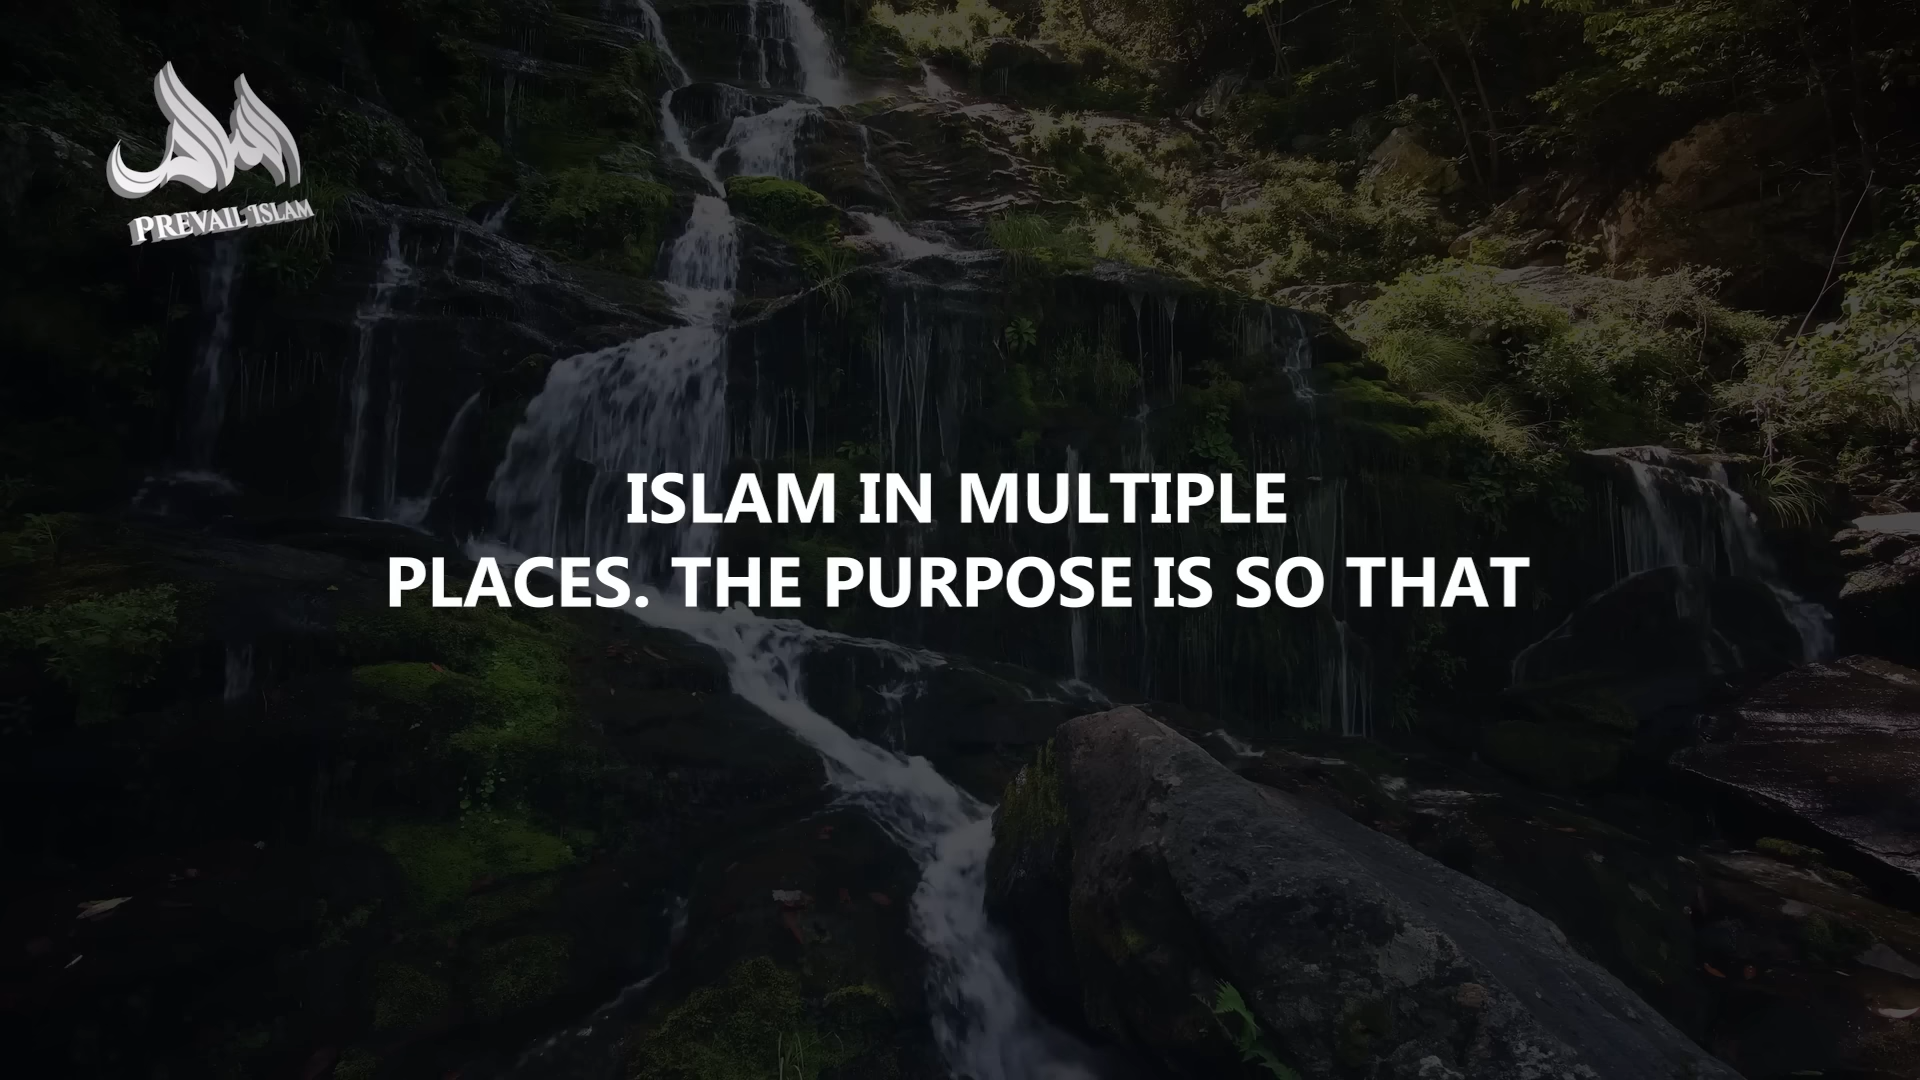 PREVAIL ISLAM
ISLAM IN MULTIPLE
PLACES. THE PURPOSE IS SO THAT